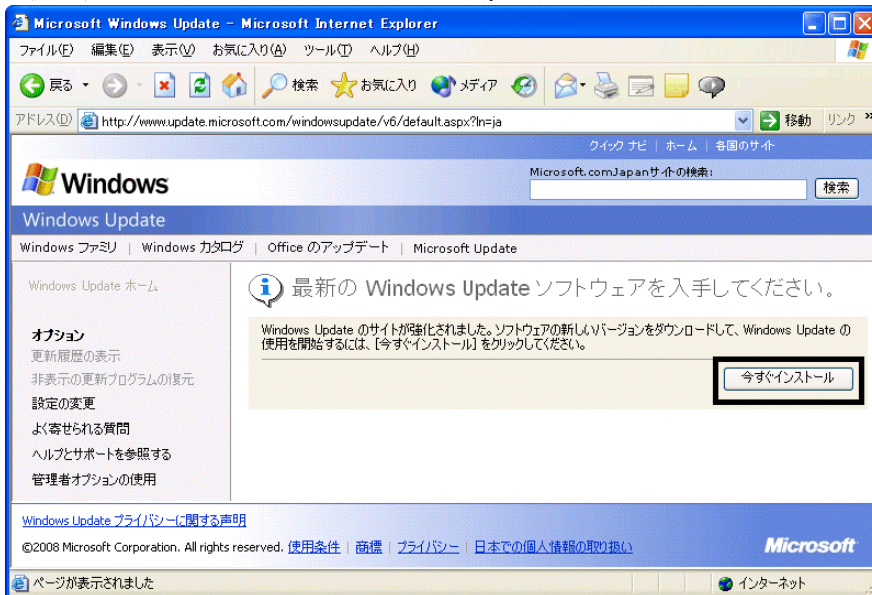 Microsoft Windows Update - Microsoft Internet Explorer
ファイル(F) 編集(E) 表示(V) お気に入り(A) ツール(T) ヘルプ(H)
戻る 検索 お気に入り メディア
アドレス(D) http://www.update.microsoft.com/windowsupdate/v6/default.aspx?ln=ja 移動 リンク »
クイック ナビ | ホーム | 各国のサイト
Windows
Microsoft.comJapanサイトの検索:
検索
Windows Update
Windows ファミリ | Windows カタログ | Office のアップデート | Microsoft Update
Windows Update ホーム
オプション
更新履歴の表示
非表示の更新プログラムの復元
設定の変更
よく寄せられる質問
ヘルプとサポートを参照する
管理者オプションの使用
最新の Windows Update ソフトウェアを入手してください。
Windows Update のサイトが強化されました。ソフトウェアの新しいバージョンをダウンロードして、Windows Update の
使用を開始するには、[今すぐインストール] をクリックしてください。
今すぐインストール
Windows Update プライバシーに関する声明
©2008 Microsoft Corporation. All rights reserved. 使用条件 | 商標 | プライバシー | 日本での個人情報の取り扱い
Microsoft
ページが表示されました
インターネット